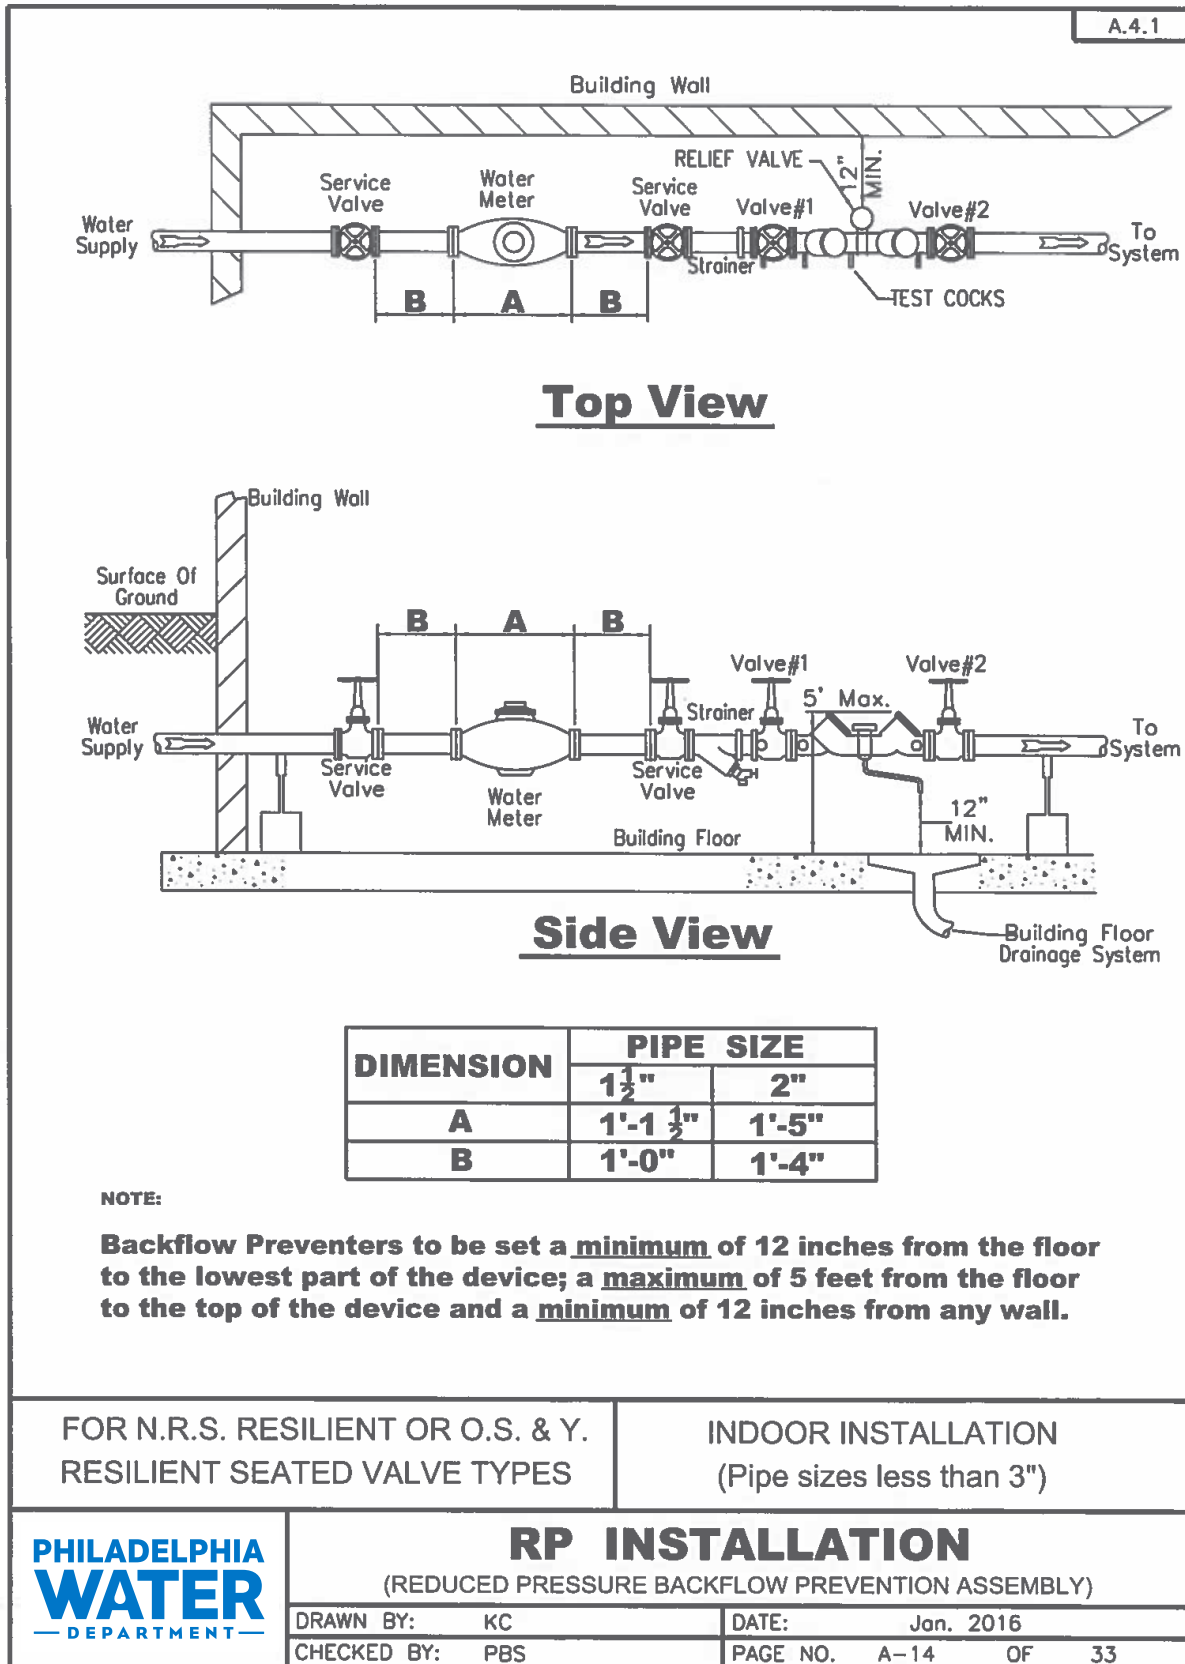 A.4.1
Building Wall
RELIEF VALVE
12"
MIN.
Service
Valve
Water
Meter
Service
Valve
Valve#1
Valve#2
Water
Supply
To
System
Strainer
B
A
B
TEST COCKS
Top View
Building Wall
Surface Of
Ground
B
A
B
Valve#1
Valve#2
5' Max.
Strainer
Water
Supply
To
System
Service
Valve
Water
Meter
Service
Valve
12"
MIN.
Building Floor
Side View
Building Floor
Drainage System
DIMENSION
PIPE SIZE
1 1/2" 2"
A 1'-1 1/2" 1'-5"
B 1'-0" 1'-4"
NOTE:
Backflow Preventers to be set a minimum of 12 inches from the floor
to the lowest part of the device; a maximum of 5 feet from the floor
to the top of the device and a minimum of 12 inches from any wall.
FOR N.R.S. RESILIENT OR O.S. & Y.
RESILIENT SEATED VALVE TYPES
INDOOR INSTALLATION
(Pipe sizes less than 3")
PHILADELPHIA
WATER
DEPARTMENT
RP INSTALLATION
(REDUCED PRESSURE BACKFLOW PREVENTION ASSEMBLY)
DRAWN BY: KC
DATE: Jan. 2016
CHECKED BY: PBS
PAGE NO. A-14 OF 33